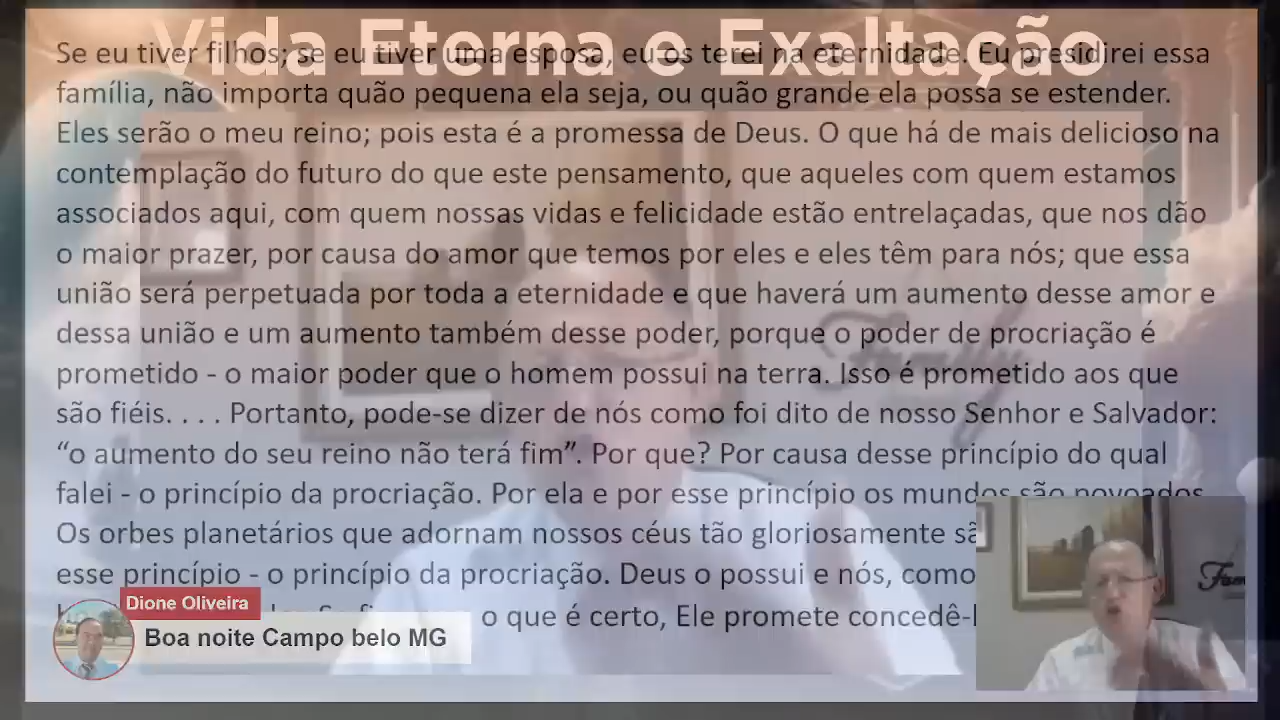 Vida Eterna e Exaltação
Se eu tiver filhos; se eu tiver uma esposa, eu os terei na eternidade. Eu presidirei essa
família, não importa quão pequena ela seja, ou quão grande ela possa se estender.
Eles serão o meu reino; pois esta é a promessa de Deus. O que há de mais delicioso na
contemplação do futuro do que este pensamento, que aqueles com quem estamos
associados aqui, com quem nossas vidas e felicidade estão entrelaçadas, que nos dão
o maior prazer, por causa do amor que temos por eles e eles têm para nós; que essa
união será perpetuada por toda a eternidade e que haverá um aumento desse amor e
dessa união e um aumento também desse poder, porque o poder de procriação é
prometido - o maior poder que o homem possui na terra. Isso é prometido aos que
são fiéis. . . . Portanto, pode-se dizer de nós como foi dito de nosso Senhor e Salvador:
“o aumento do seu reino não terá fim”. Por que? Por causa desse princípio do qual
falei - o princípio da procriação. Por ela e por esse princípio os mundos são povoados
Os orbes planetários que adornam nossos céus tão gloriosamente
esse princípio - o princípio da procriação. Deus o possui e nós, como
o que é certo, Ele promete
Dione Oliveira
Boa noite Campo belo MG
Family